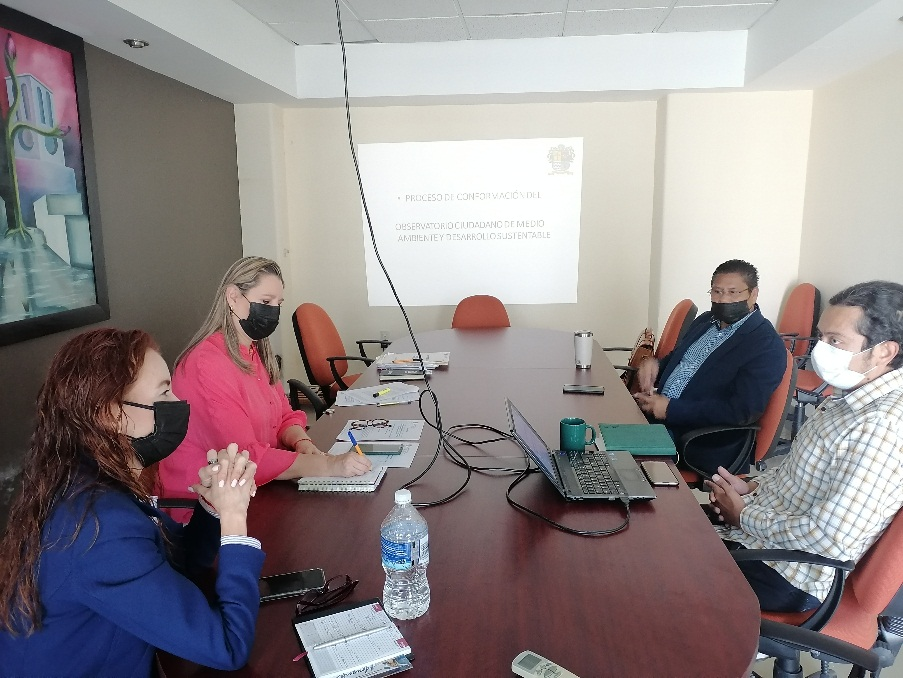 • PROCESO DE CONFORMACIÓN DEL
OBSERVATORIO CIUDADANO DE MEDIO
AMBIENTE Y DESARROLLO SUSTENTABLE